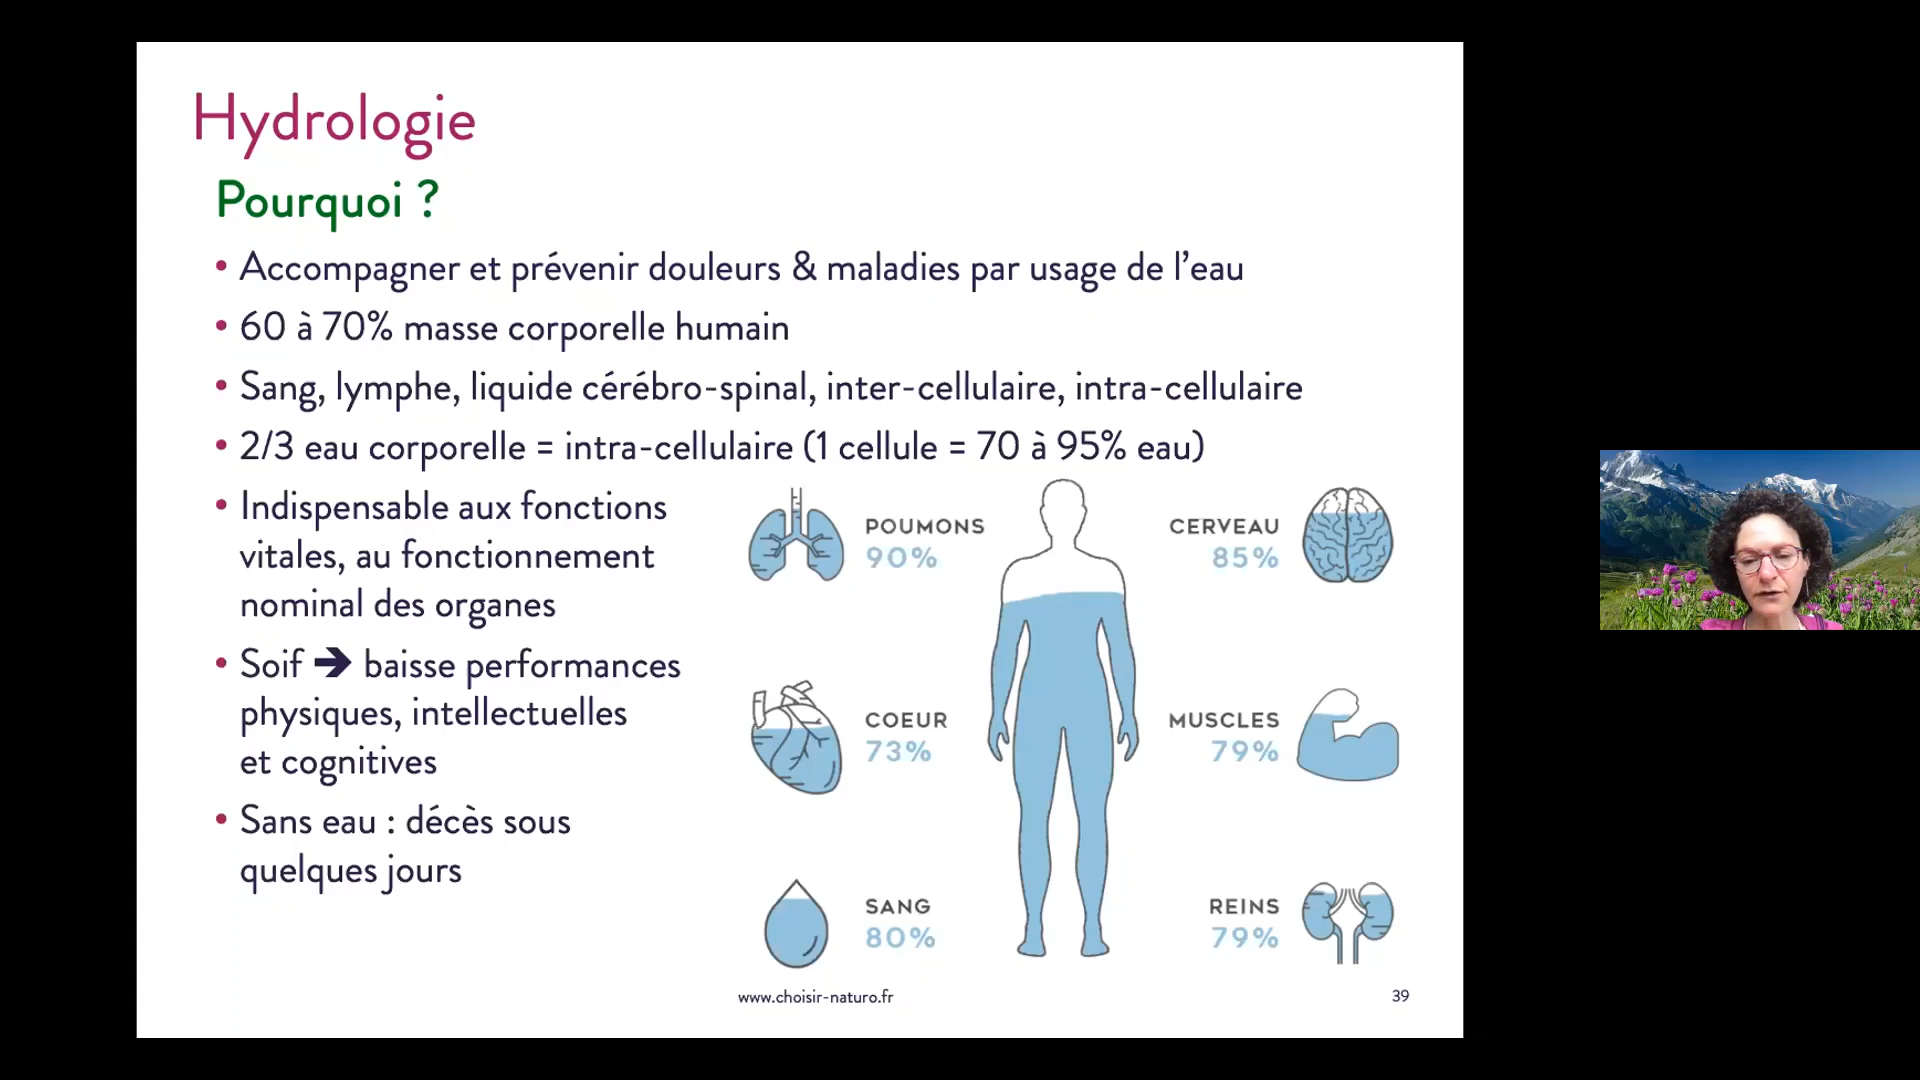 Hydrologie
Pourquoi ?
• Accompagner et prévenir douleurs & maladies par usage de l’eau
• 60 à 70% masse corporelle humain
• Sang, lymphe, liquide cérébro-spinal, inter-cellulaire, intra-cellulaire
• 2/3 eau corporelle = intra-cellulaire (1 cellule = 70 à 95% eau)
• Indispensable aux fonctions
vitales, au fonctionnement
nominal des organes
• Soif ➔ baisse performances
physiques, intellectuelles
et cognitives
• Sans eau : décès sous
quelques jours
POUMONS
90%
CERVEAU
85%
COEUR
73%
MUSCLES
79%
SANG
80%
REINS
79%
www.choisir-naturo.fr
39